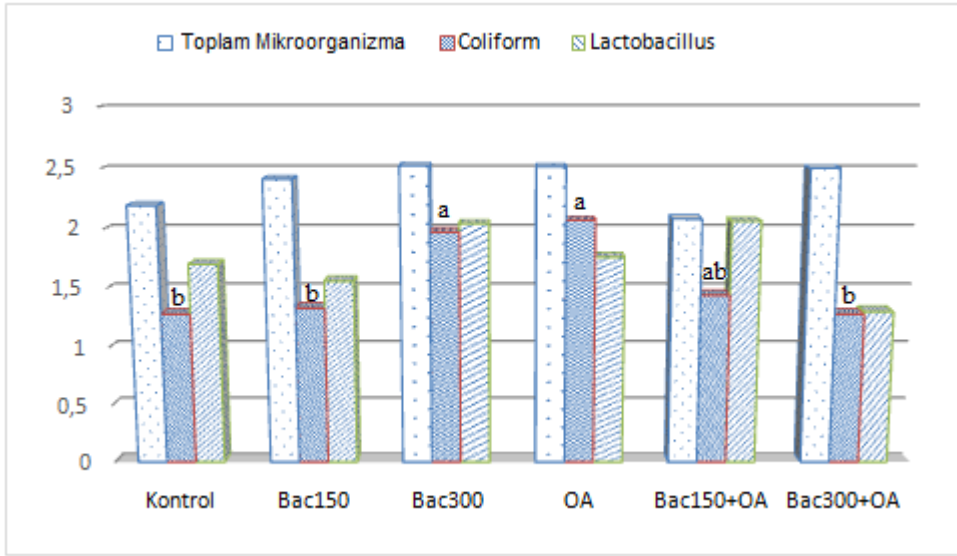 Toplam Mikroorganizma Coliform Lactobacillus
3
2,5
2
1,5
1
0,5
0
b b a a ab b
Kontrol Bac150 Bac300 OA Bac150+OA Bac300+OA